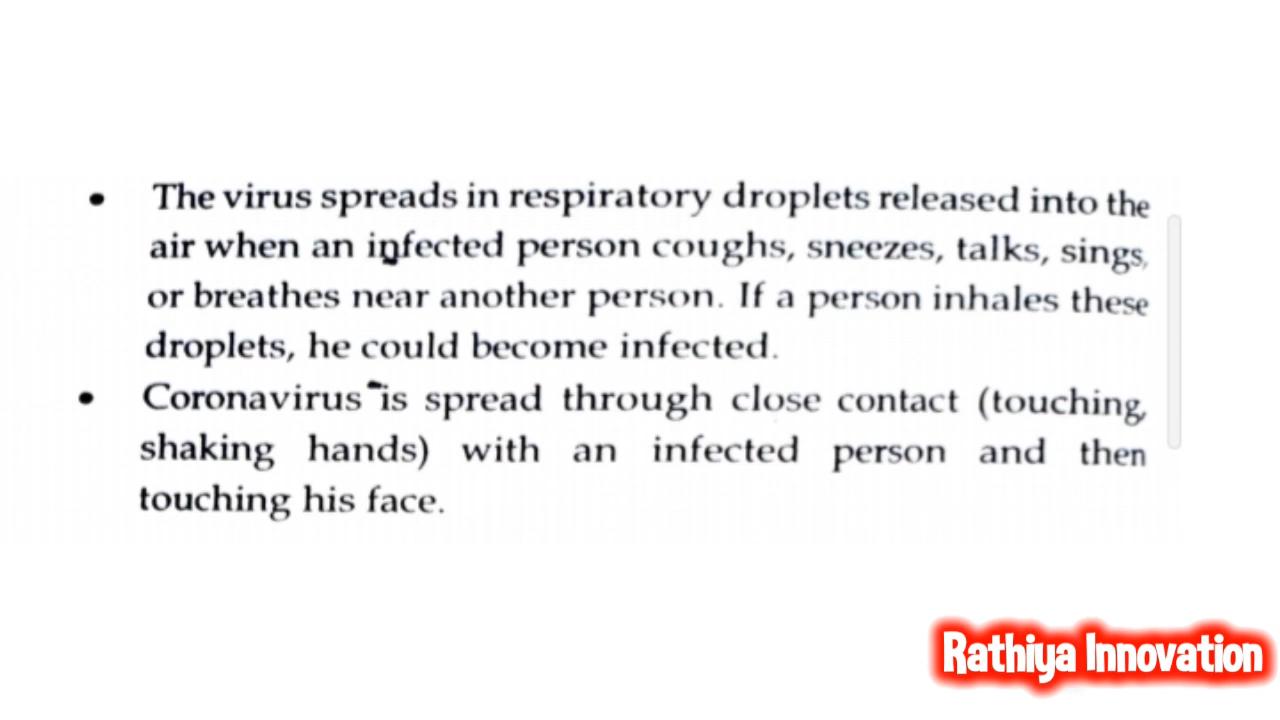 • The virus spreads in respiratory droplets released into the
air when an infected person coughs, sneezes, talks, sings,
or breathes near another person. If a person inhales these
droplets, he could become infected.
• Coronavirus is spread through close contact (touching,
shaking hands) with an infected person and then
touching his face.
Rathiya Innovation